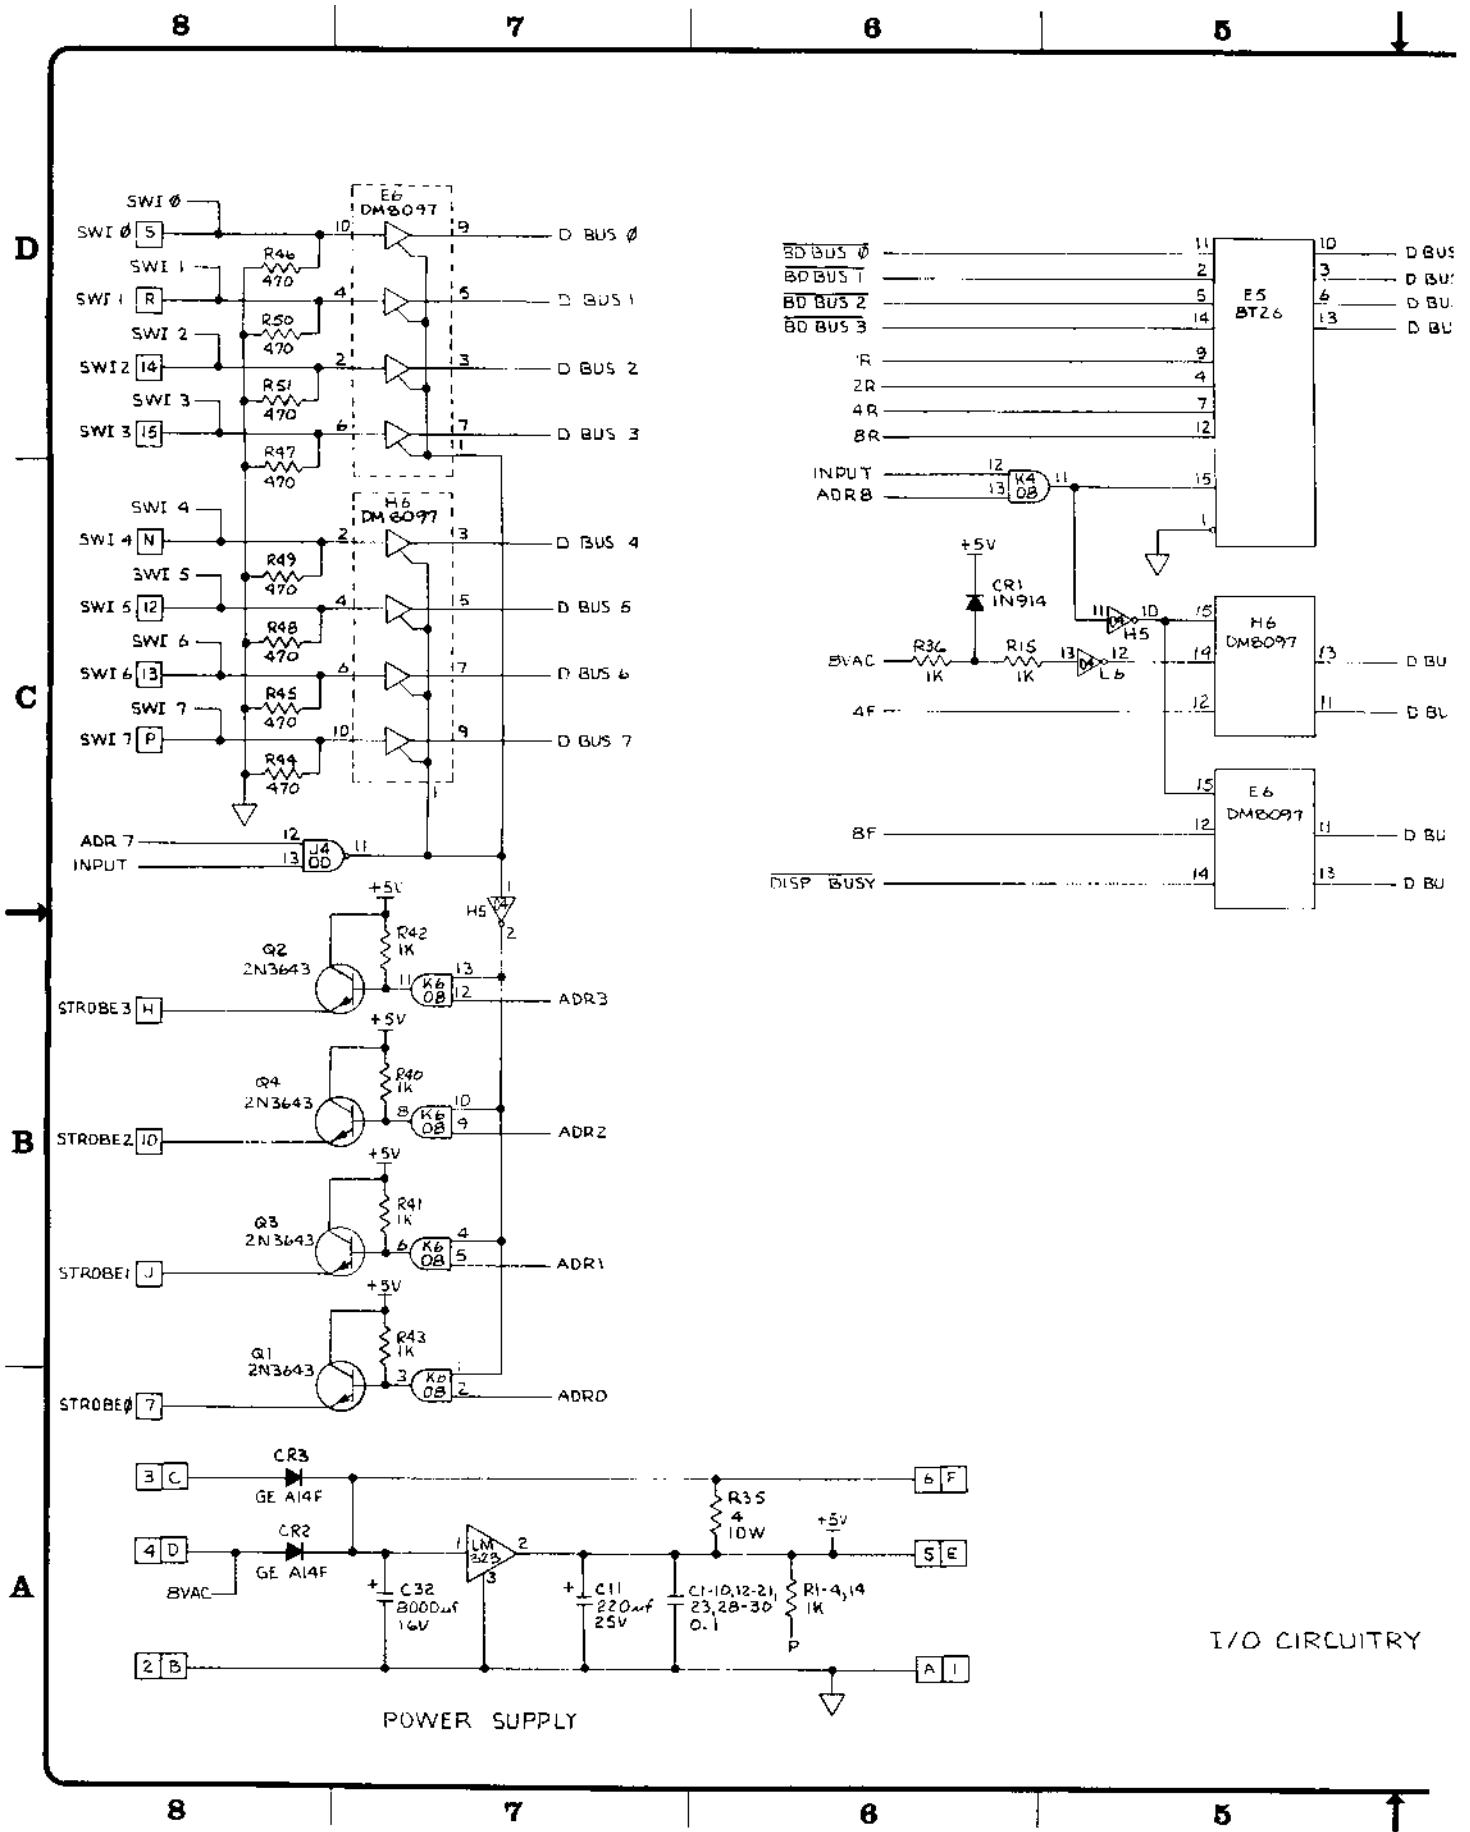 8 7 6 5
D
SWI Ø
SWI Ø S
R46
470
10
E6
DM8097
9
D BUS Ø
SWI 1
SWI 1 R
R50
470
4
5
D BUS 1
SWI 2
SWI 2 14
R51
470
2
3
D BUS 2
SWI 3
SWI 3 15
R47
470
6
7
1
D BUS 3
SWI 4
SWI 4 N
R49
470
2
H6
DM8097
3
D BUS 4
SWI 5
SWI 5 12
R48
470
4
5
D BUS 5
C
SWI 6
SWI 6 13
R45
470
6
7
D BUS 6
SWI 7
SWI 7 P
R44
470
10
9
1
D BUS 7
ADR 7 12
INPUT 13
J4
00
11
1
H5 04
2
BD BUS Ø 11
BD BUS 1 2
BD BUS 2 5
BD BUS 3 14
9
2R 4
4R 7
8R 12
E5
8T26
10 D BUS
3
6
13
INPUT 12
ADR8 13
K4
08
11
15
1
+5V
CR1
1N914
11 04 10
H5
15
H6
DM8097
8VAC
R36
1K
R15
1K
13 04 12
L6
14
13
4F
12
11
15
E6
DM8097
8F
12
11
DISP BUSY
14
13
+5V
R42
1K
Q2
2N3643
11
K6
08
13
12
ADR3
STROBE3 H
+5V
R40
1K
Q4
2N3643
8
K6
08
10
9
ADR2
B
STROBE2 10
+5V
R41
1K
Q3
2N3643
6
K6
08
4
5
ADR1
STROBE1 J
+5V
R43
1K
Q1
2N3643
3
K6
08
1
2
ADR0
STROBEØ 7
A
3 C
CR3
GE A14F
6 F
R35
4
10W
4 D
CR2
GE A14F
8VAC
1
LM
323
2
3
+5V
5 E
+ C32
8000uf
16V
+ C11
220uf
25V
C1-10,12-21,
23,28-30
0.1
R1-4,14
1K
P
2 B
A 1
I/O CIRCUITRY
POWER SUPPLY
8 7 6 5